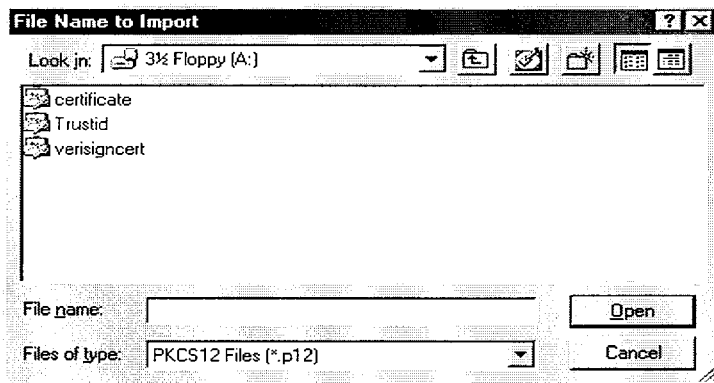 File Name to Import
Look in: 3½ Floppy (A:)
certificate
Trustid
verisigncert
File name:
Open
Files of type: PKCS12 Files (*.p12)
Cancel